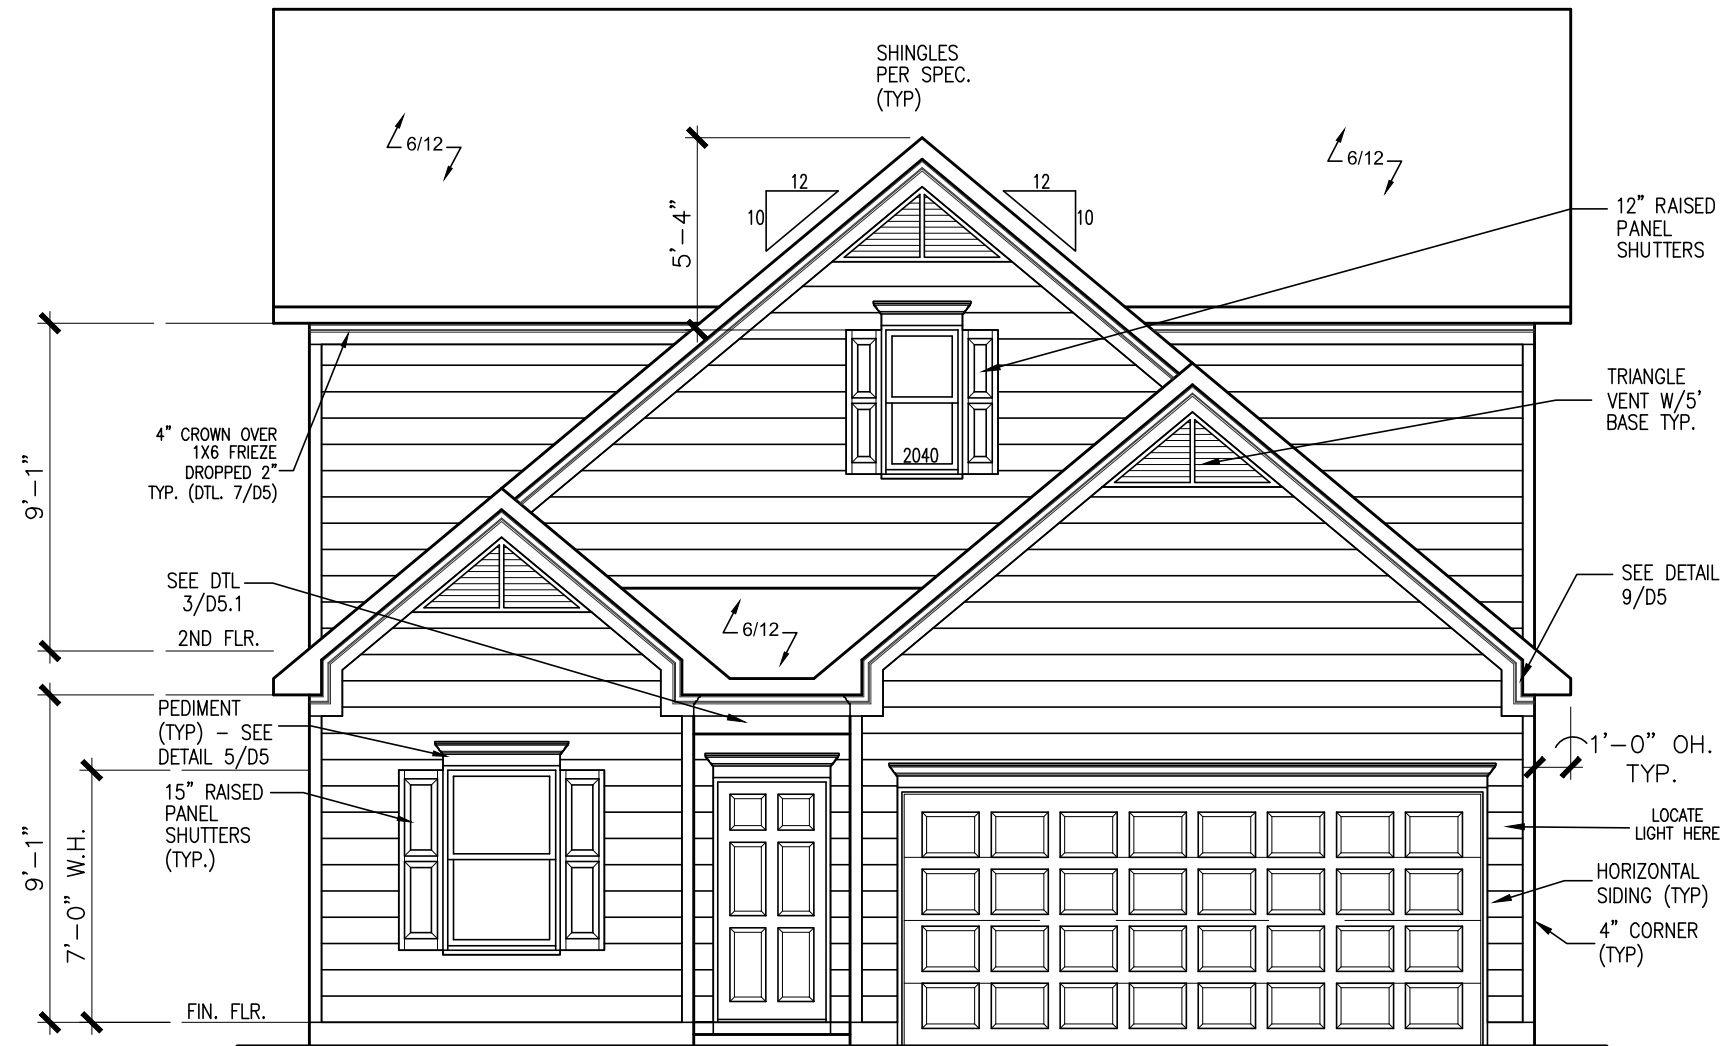 SHINGLES
PER SPEC.
(TYP)
6/12
6/12
12
10
12
10
5'-4"
12" RAISED
PANEL
SHUTTERS
TRIANGLE
VENT W/5'
BASE TYP.
4" CROWN OVER
1X6 FRIEZE
DROPPED 2"
TYP. (DTL. 7/D5)
9'-1"
2040
SEE DTL
3/D5.1
2ND FLR.
6/12
SEE DETAIL
9/D5
PEDIMENT
(TYP) - SEE
DETAIL 5/D5
15" RAISED
PANEL
SHUTTERS
(TYP.)
9'-1"
7'-0" W.H.
1'-0" OH.
TYP.
LOCATE
LIGHT HERE
HORIZONTAL
SIDING (TYP)
4" CORNER
(TYP)
FIN. FLR.